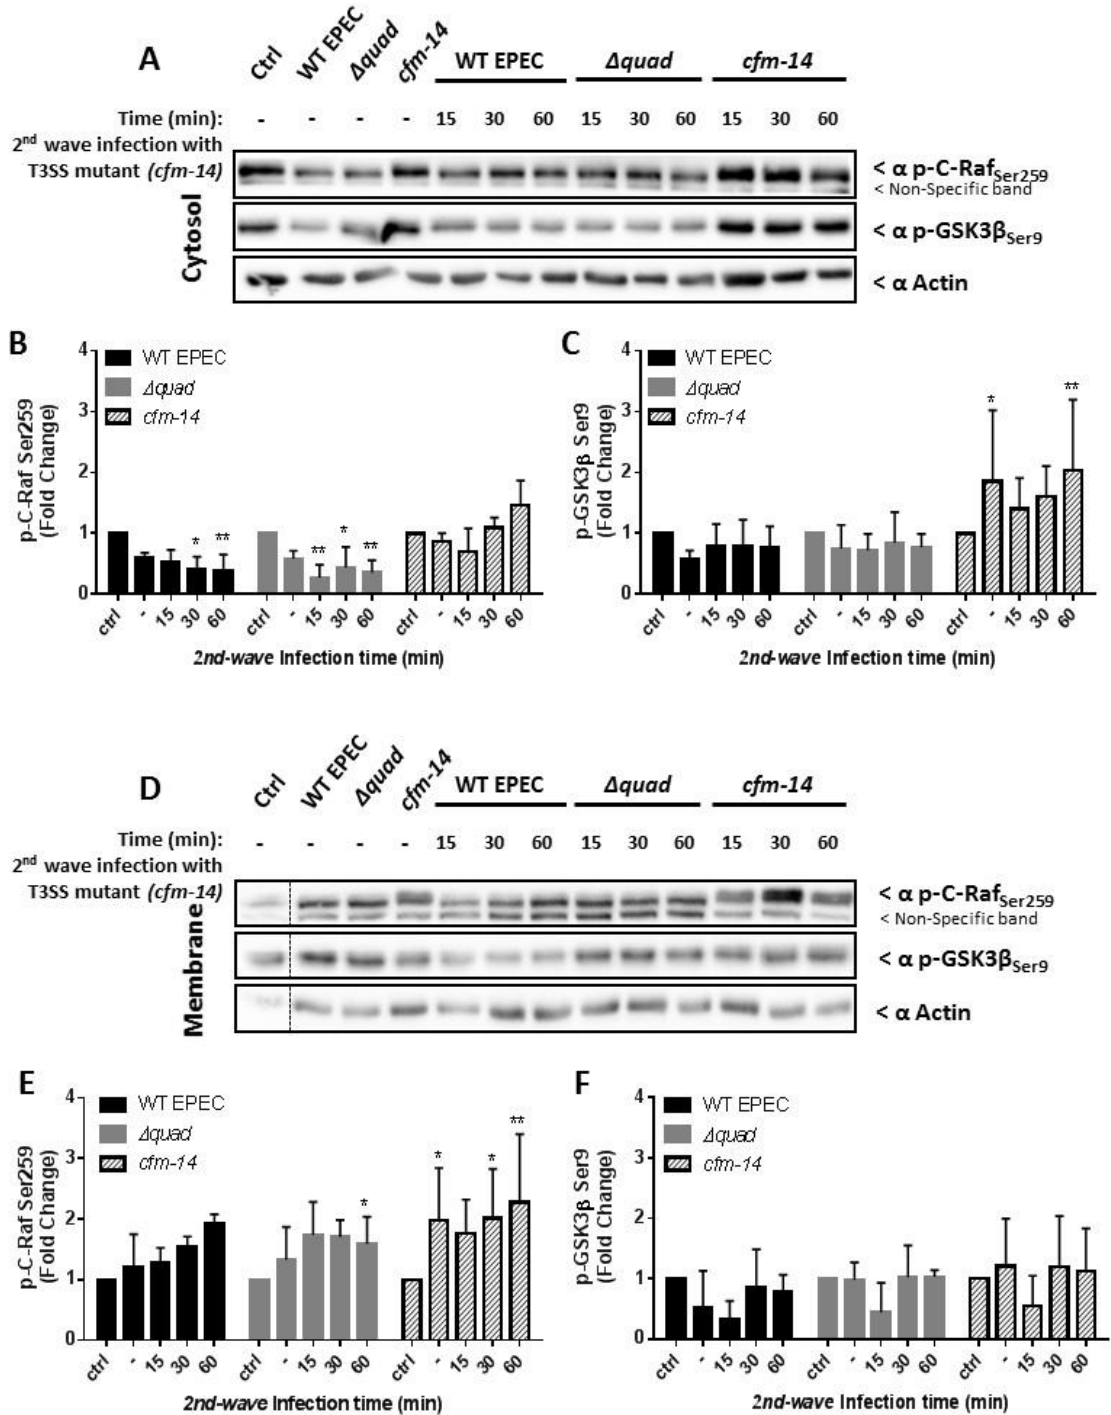 A
Ctrl
WT EPEC
Δquad
cfm-14
WT EPEC Δquad cfm-14
Time (min): - - - - 15 30 60 15 30 60 15 30 60
2nd wave infection with
T3SS mutant (cfm-14)
Cytosol
< α p-C-RafSer259
< Non-Specific band
< α p-GSK3βSer9
< α Actin
B
4
3
2
1
0
p-C-Raf Ser259
(Fold Change)
WT EPEC
Δquad
cfm-14
* ** ** * **
ctrl - 15 30 60 ctrl - 15 30 60 ctrl - 15 30 60
2nd-wave Infection time (min)
C
4
3
2
1
0
p-GSK3β Ser9
(Fold Change)
WT EPEC
Δquad
cfm-14
* **
ctrl - 15 30 60 ctrl - 15 30 60 ctrl - 15 30 60
2nd-wave Infection time (min)
D
Ctrl
WT EPEC
Δquad
cfm-14
WT EPEC Δquad cfm-14
Time (min): - - - - 15 30 60 15 30 60 15 30 60
2nd wave infection with
T3SS mutant (cfm-14)
Membrane
< α p-C-RafSer259
< Non-Specific band
< α p-GSK3βSer9
< α Actin
E
4
3
2
1
0
p-C-Raf Ser259
(Fold Change)
WT EPEC
Δquad
cfm-14
* * * **
ctrl - 15 30 60 ctrl - 15 30 60 ctrl - 15 30 60
2nd-wave Infection time (min)
F
4
3
2
1
0
p-GSK3β Ser9
(Fold Change)
WT EPEC
Δquad
cfm-14
ctrl - 15 30 60 ctrl - 15 30 60 ctrl - 15 30 60
2nd-wave Infection time (min)